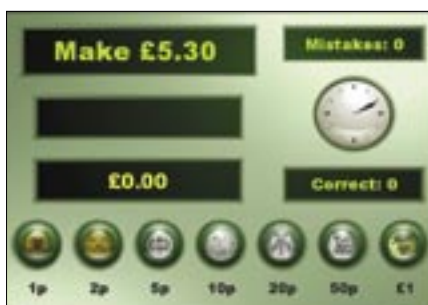 Make £5.30
Mistakes: 0
£0.00
Correct: 0
1p 2p 5p 10p 20p 50p £1